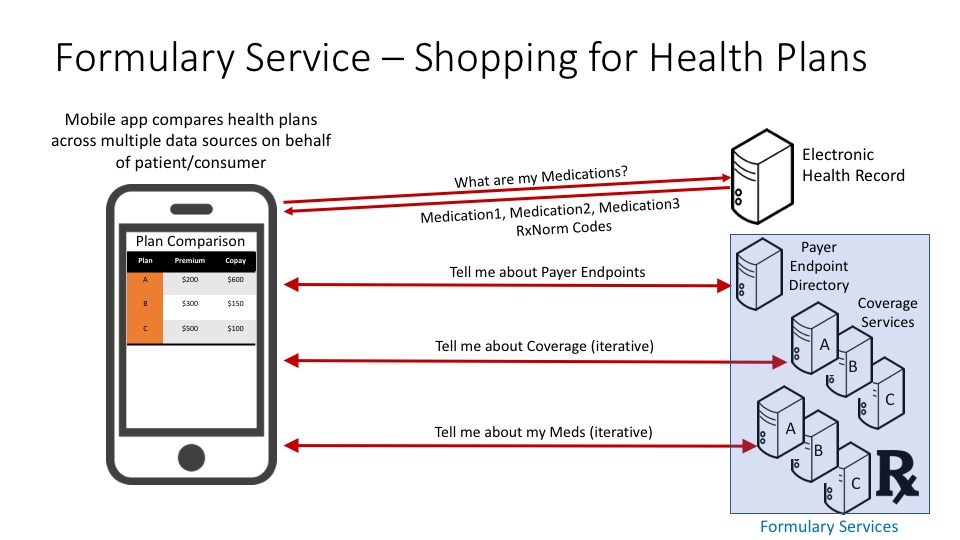 Formulary Service – Shopping for Health Plans
Mobile app compares health plans
across multiple data sources on behalf
of patient/consumer
Plan Comparison
Plan Premium Copay
A $200 $600
B $300 $150
C $500 $100
What are my Medications?
Medication1, Medication2, Medication3
RxNorm Codes
Tell me about Payer Endpoints
Tell me about Coverage (iterative)
Tell me about my Meds (iterative)
Electronic
Health Record
Payer
Endpoint
Directory
Coverage
Services
A
B
C
A
B
C
Rx
Formulary Services